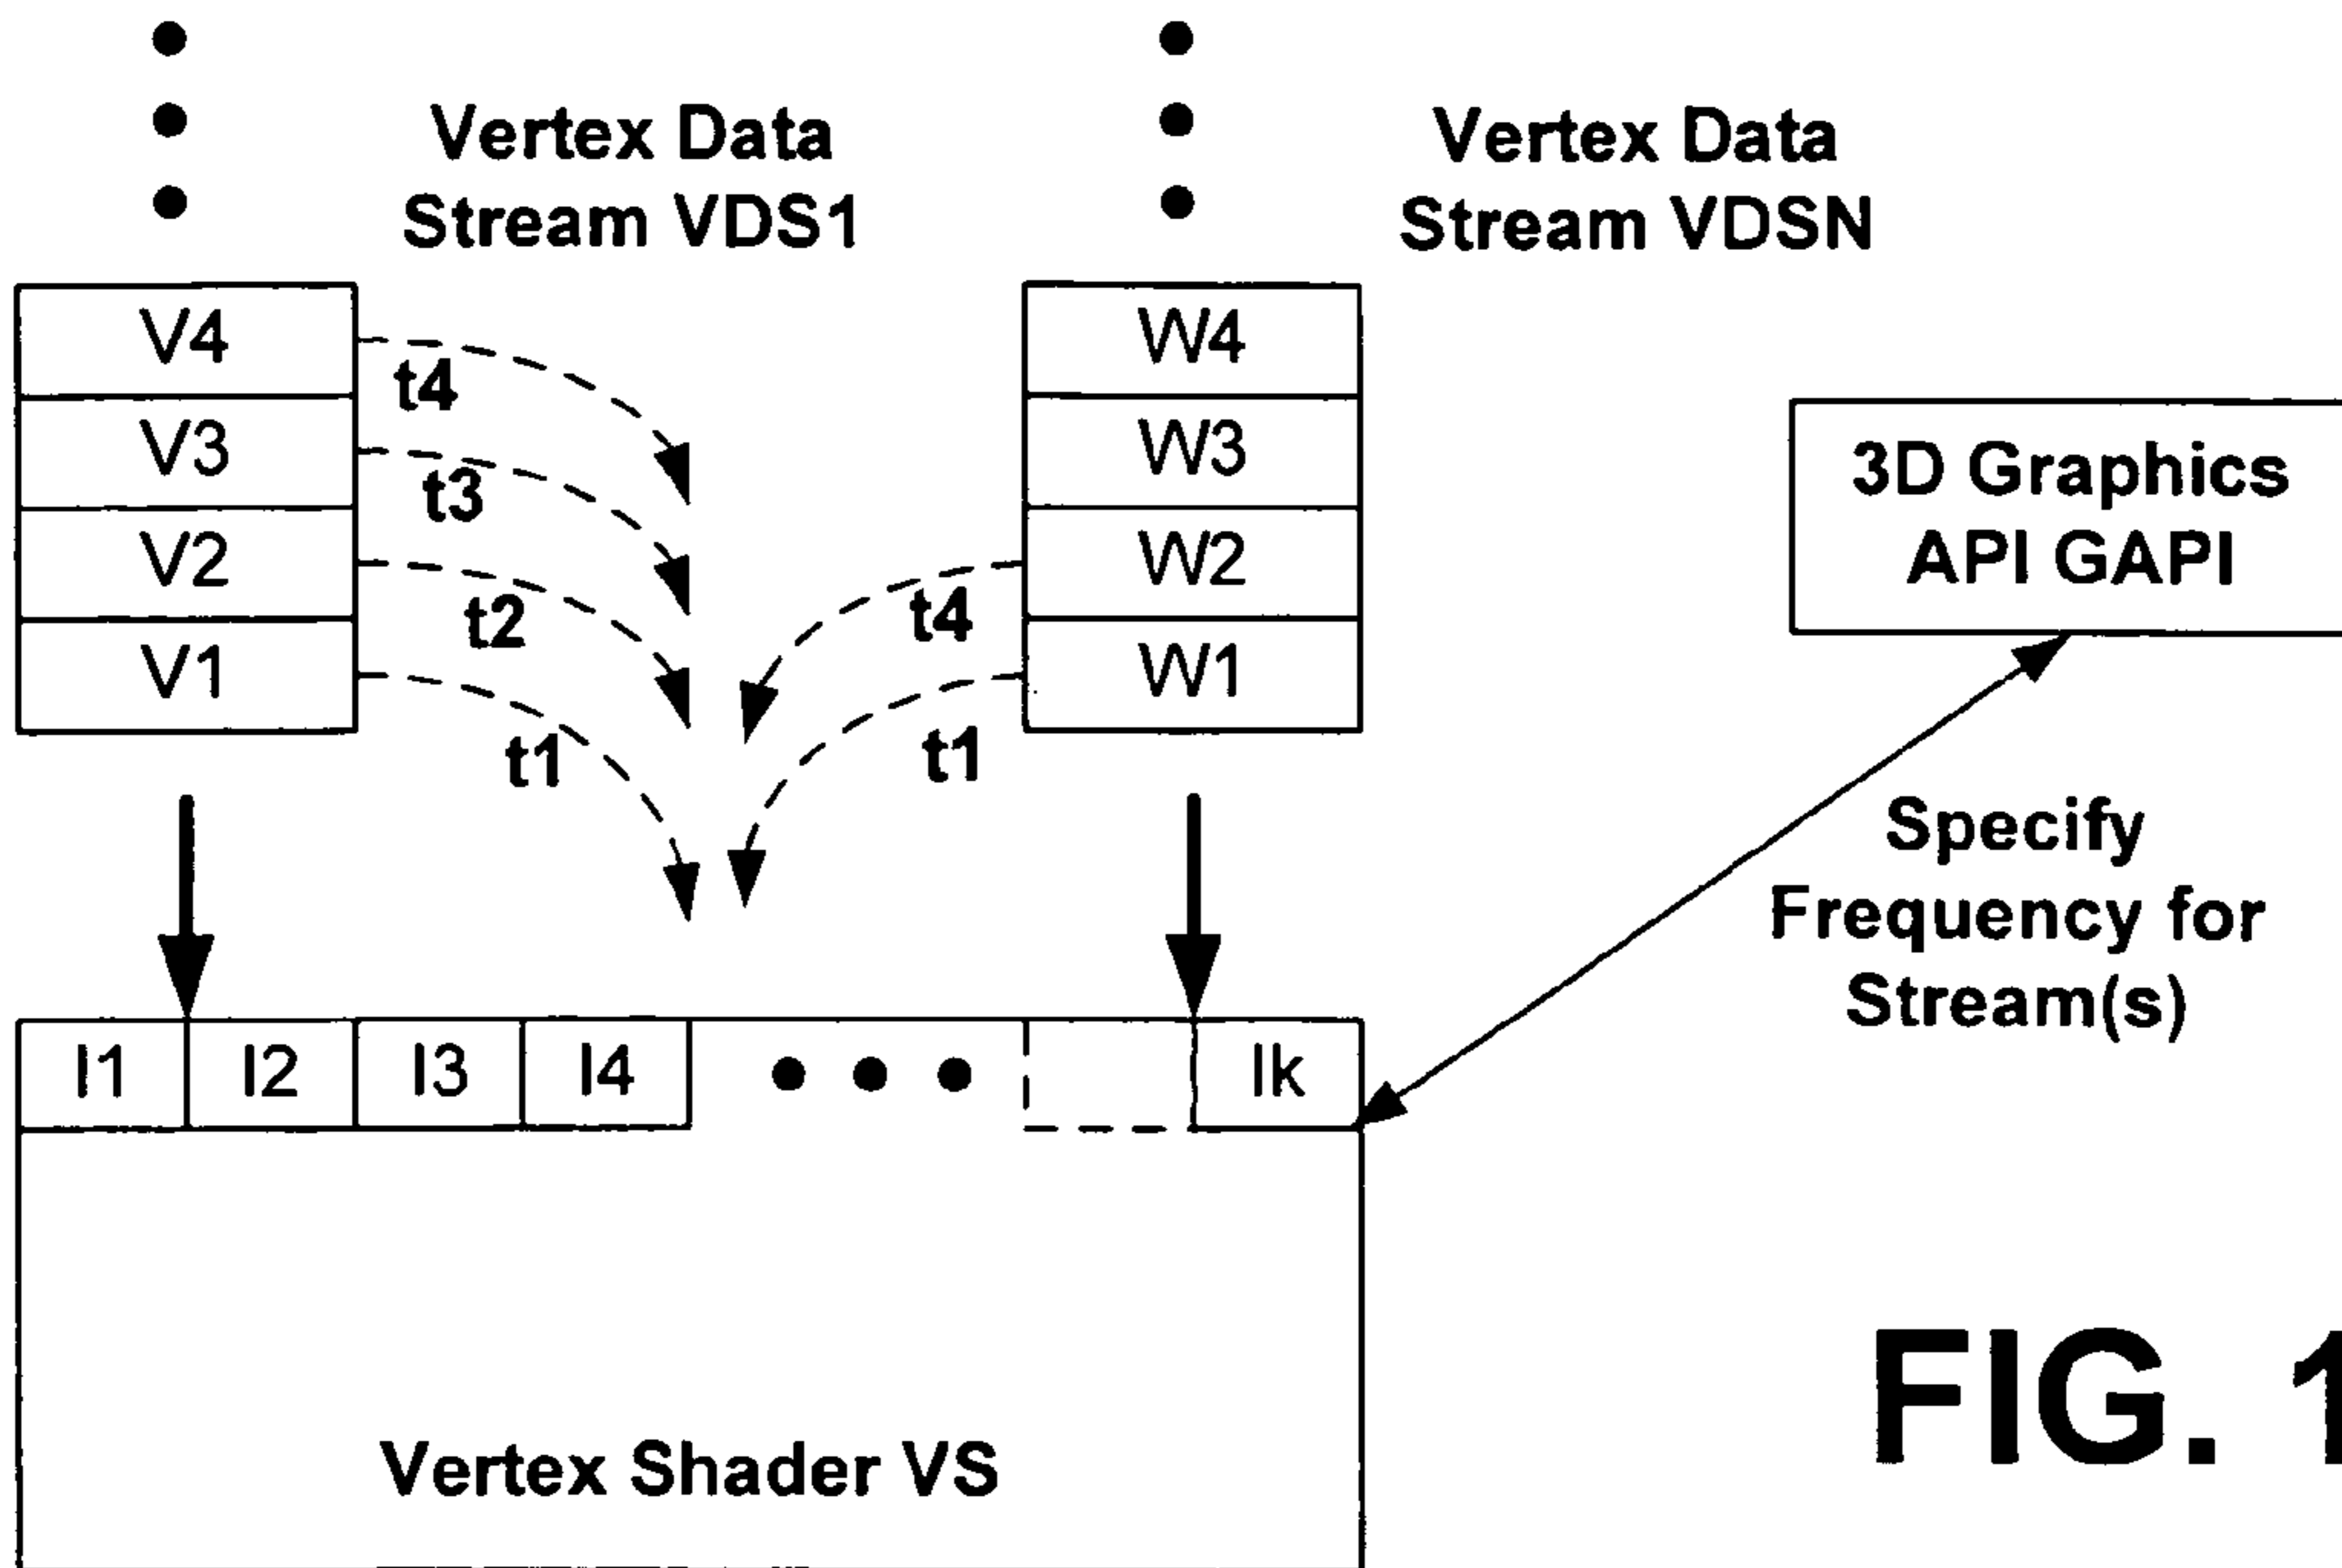 Vertex Data
Stream VDS1
Vertex Data
Stream VDSN
V4
V3
V2
V1
t4
t3
t2
t1
W4
W3
W2
W1
t4
t1
3D Graphics
API GAPI
Specify
Frequency for
Stream(s)
I1 I2 I3 I4 Ik
Vertex Shader VS
FIG. 1